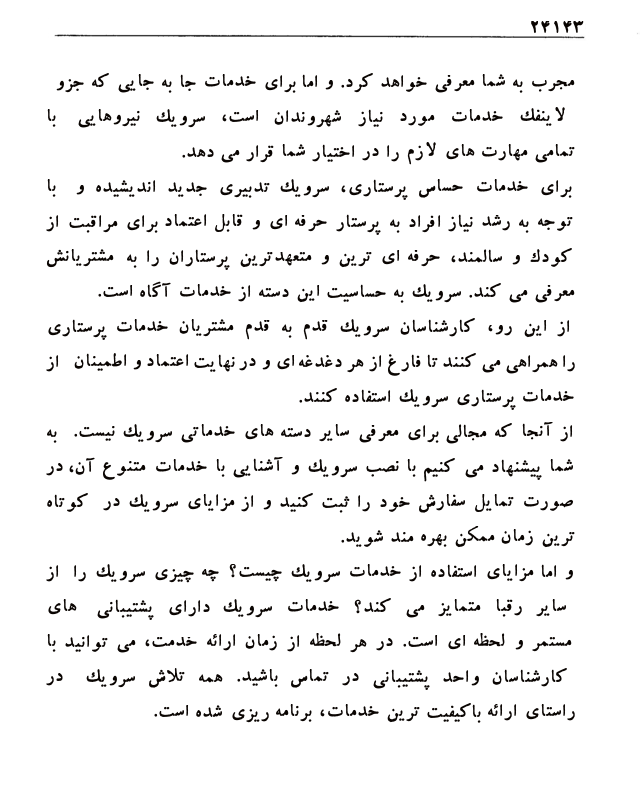 ۲۴۱۴۳
مجرب به شما معرفی خواهد کرد. و اما برای خدمات جا به جایی که جزو
لاینفك خدمات مورد نیاز شهروندان است، سرویك نیروهایی با
تمامی مهارت های لازم را در اختیار شما قرار می دهد.
برای خدمات حساس پرستاری، سرویك تدبیری جدید اندیشیده و با
توجه به رشد نیاز افراد به پرستار حرفه ای و قابل اعتماد برای مراقبت از
کودك و سالمند، حرفه ای ترین و متعهدترین پرستاران را به مشتریانش
معرفی می کند. سرویك به حساسیت این دسته از خدمات آگاه است.
از این رو، کارشناسان سرویك قدم به قدم مشتریان خدمات پرستاری
را همراهی می کنند تا فارغ از هر دغدغه ای و در نهایت اعتماد و اطمینان از
خدمات پرستاری سرویك استفاده کنند.
از آنجا که مجالی برای معرفی سایر دسته های خدماتی سرویك نیست. به
شما پیشنهاد می کنیم با نصب سرویك و آشنایی با خدمات متنوع آن، در
صورت تمایل سفارش خود را ثبت کنید و از مزایای سرویك در کوتاه
ترین زمان ممکن بهره مند شوید.
و اما مزایای استفاده از خدمات سرویك چیست؟ چه چیزی سرویك را از
سایر رقبا متمایز می کند؟ خدمات سرویك دارای پشتیبانی های
مستمر و لحظه ای است. در هر لحظه از زمان ارائه خدمت، می توانید با
کارشناسان واحد پشتیبانی در تماس باشید. همه تلاش سرویك در
راستای ارائه باکیفیت ترین خدمات، برنامه ریزی شده است.